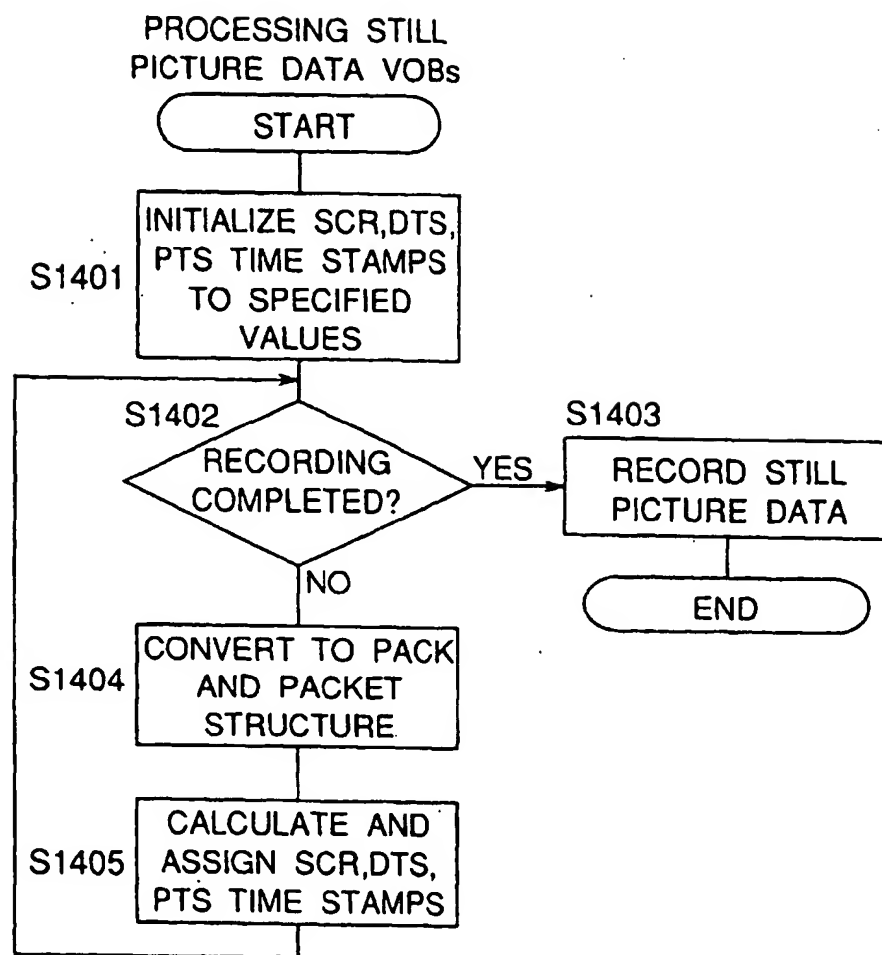 PROCESSING STILL
PICTURE DATA VOBs
START
S1401
INITIALIZE SCR,DTS,
PTS TIME STAMPS
TO SPECIFIED
VALUES
S1402
RECORDING
COMPLETED?
YES
S1403
RECORD STILL
PICTURE DATA
END
NO
S1404
CONVERT TO PACK
AND PACKET
STRUCTURE
S1405
CALCULATE AND
ASSIGN SCR,DTS,
PTS TIME STAMPS